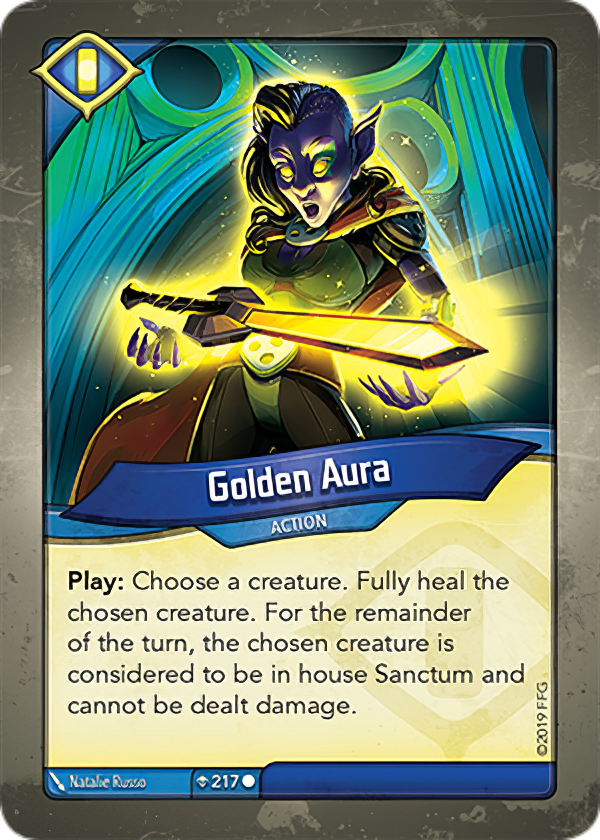 Golden Aura
ACTION
Play: Choose a creature. Fully heal the
chosen creature. For the remainder
of the turn, the chosen creature is
considered to be in house Sanctum and
cannot be dealt damage.
©2019 FFG
Natalie Russo
217